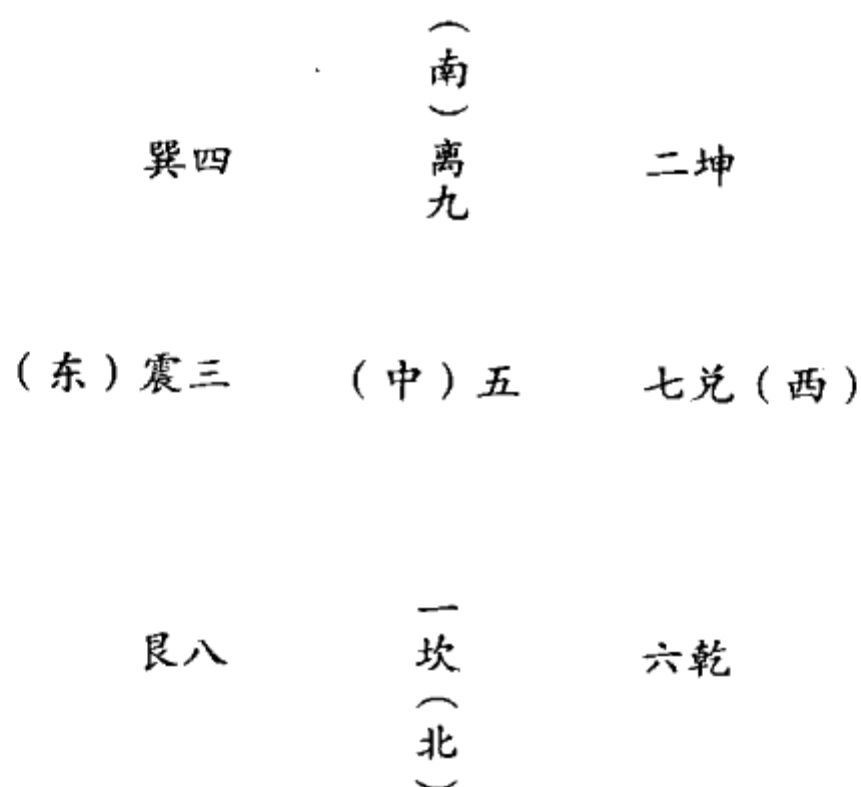 （南）离九
巽四
二坤
（东）震三
（中）五
七兑（西）
艮八
一坎（北）
六乾